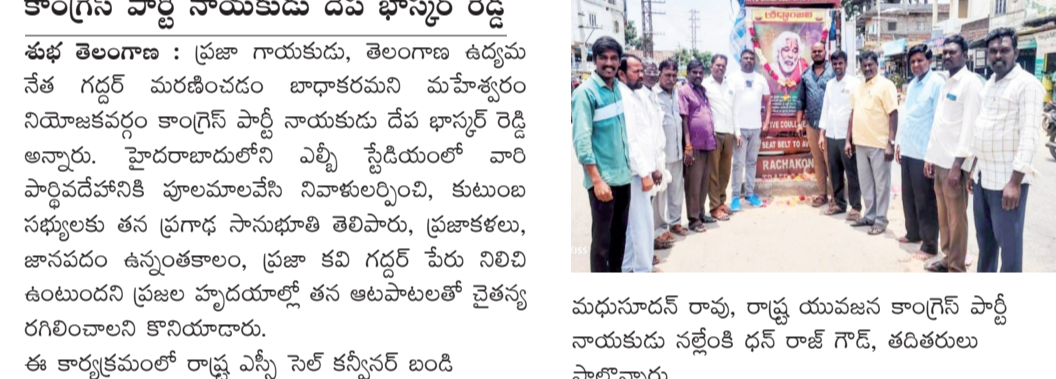 కాంగ్రెస్ పార్టీ నాయకుడు దేప భాస్కర్ రెడ్డి
శుభ తెలంగాణ : ప్రజా గాయకుడు, తెలంగాణ ఉద్యమ
నేత గద్దర్ మరణించడం బాధాకరమని మహేశ్వరం
నియోజకవర్గం కాంగ్రెస్ పార్టీ నాయకుడు దేప భాస్కర్ రెడ్డి
అన్నారు. హైదరాబాదులోని ఎల్బీ స్టేడియంలో వారి
పార్థివదేహానికి పూలమాలవేసి నివాళులర్పించి, కుటుంబ
సభ్యులకు తన ప్రగాఢ సానుభూతి తెలిపారు, ప్రజాకళలు,
జానపదం ఉన్నంతకాలం, ప్రజా కవి గద్దర్ పేరు నిలిచి
ఉంటుందని ప్రజల హృదయాల్లో తన ఆటపాటలతో చైతన్య
రగిలించాలని కొనియాడారు.
ఈ కార్యక్రమంలో రాష్ట్ర ఎస్సీ సెల్ కన్వీనర్ బండి
శ్రద్ధాంజలి
SEAT BELT TO
RACHAKON
మధుసూదన్ రావు, రాష్ట్ర యువజన కాంగ్రెస్ పార్టీ
నాయకుడు నల్లెంకి ధన్ రాజ్ గౌడ్, తదితరులు
పాల్గొన్నారు